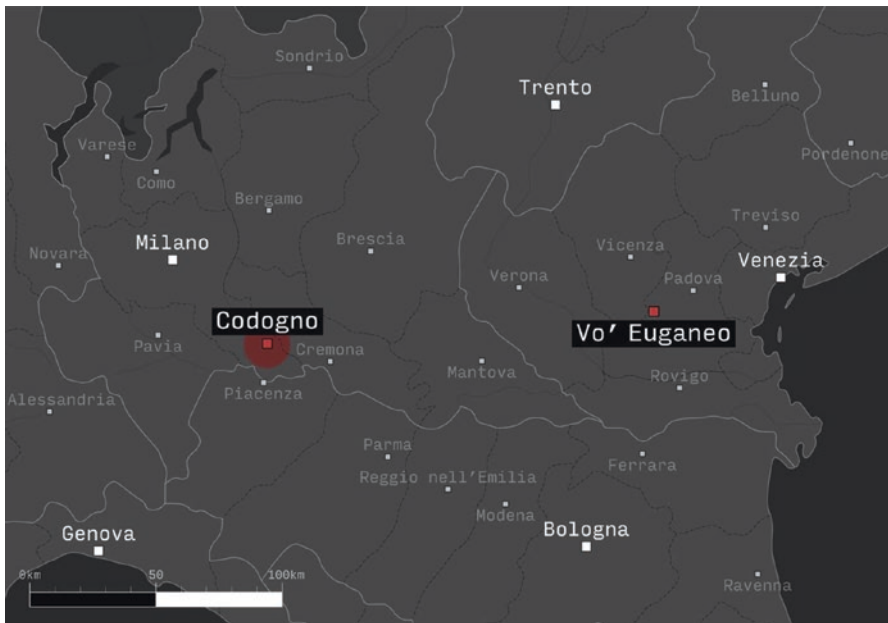 Sondrio
Trento
Belluno
Varese
Pordenone
Como
Bergamo
Treviso
Milano
Brescia
Vicenza
Novara
Venezia
Verona
Padova
Codogno
Vo' Euganeo
Pavia
Cremona
Mantova
Rovigo
Piacenza
Alessandria
Parma
Ferrara
Reggio nell'Emilia
Modena
Genova
Bologna
0km 50 100km
Ravenna